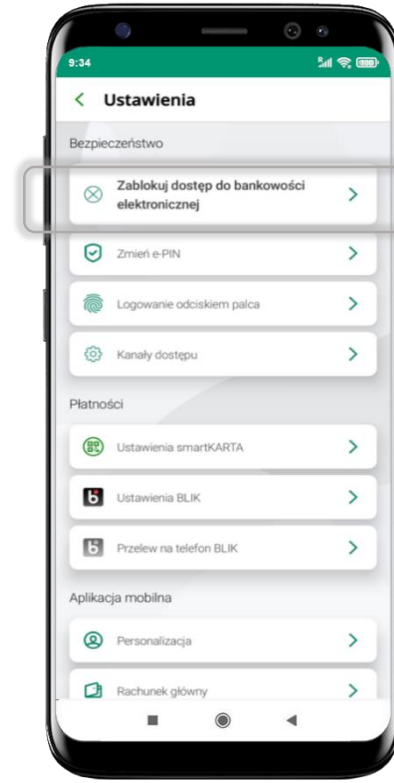 9:34
Ustawienia
Bezpieczeństwo
Zablokuj dostęp do bankowości
elektronicznej
Zmień e-PIN
Logowanie odciskiem palca
Kanały dostępu
Płatności
Ustawienia smartKARTA
Ustawienia BLIK
Przelew na telefon BLIK
Aplikacja mobilna
Personalizacja
Rachunek główny